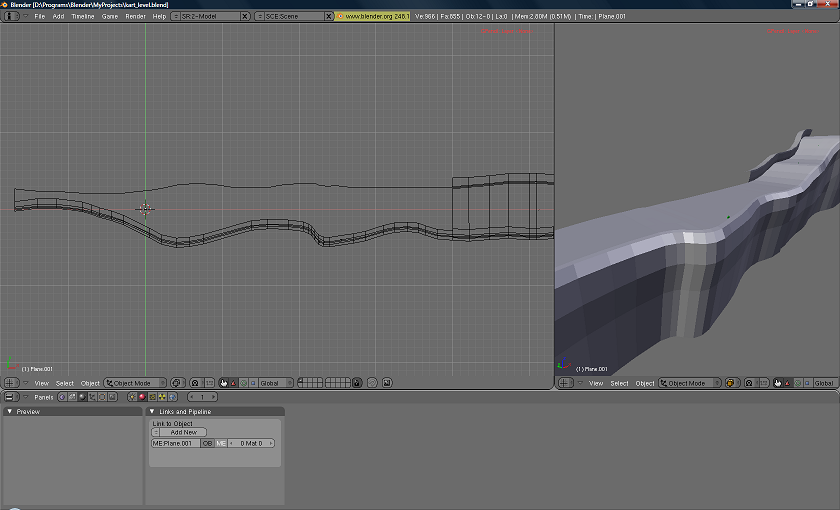 Blender [D:\Programs\Blender\MyProjects\kart_level.blend]
File Add Timeline Game Render Help SR:2-Model SCE:Scene www.blender.org 246.1 Ve:966 | Fa:855 | Ob:12-0 | La:0 | Mem:2.60M (0.51M) | Time: | Plane.001
(1) Plane.001
(1) Plane.001
View Select Object Object Mode Global
View Select Object Object Mode Global
Panels 1
Preview
Links and Pipeline
Link to Object
Add New
ME:Plane.001 OB ME 0 Mat 0